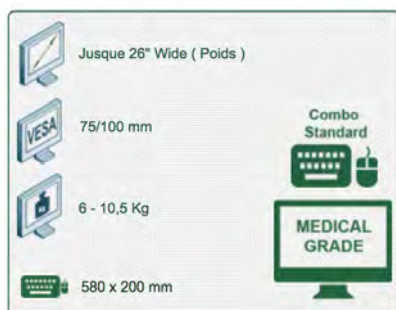 Jusque 26" Wide ( Poids )
VESA
75/100 mm
6 - 10,5 Kg
580 x 200 mm
Combo
Standard
MEDICAL
GRADE